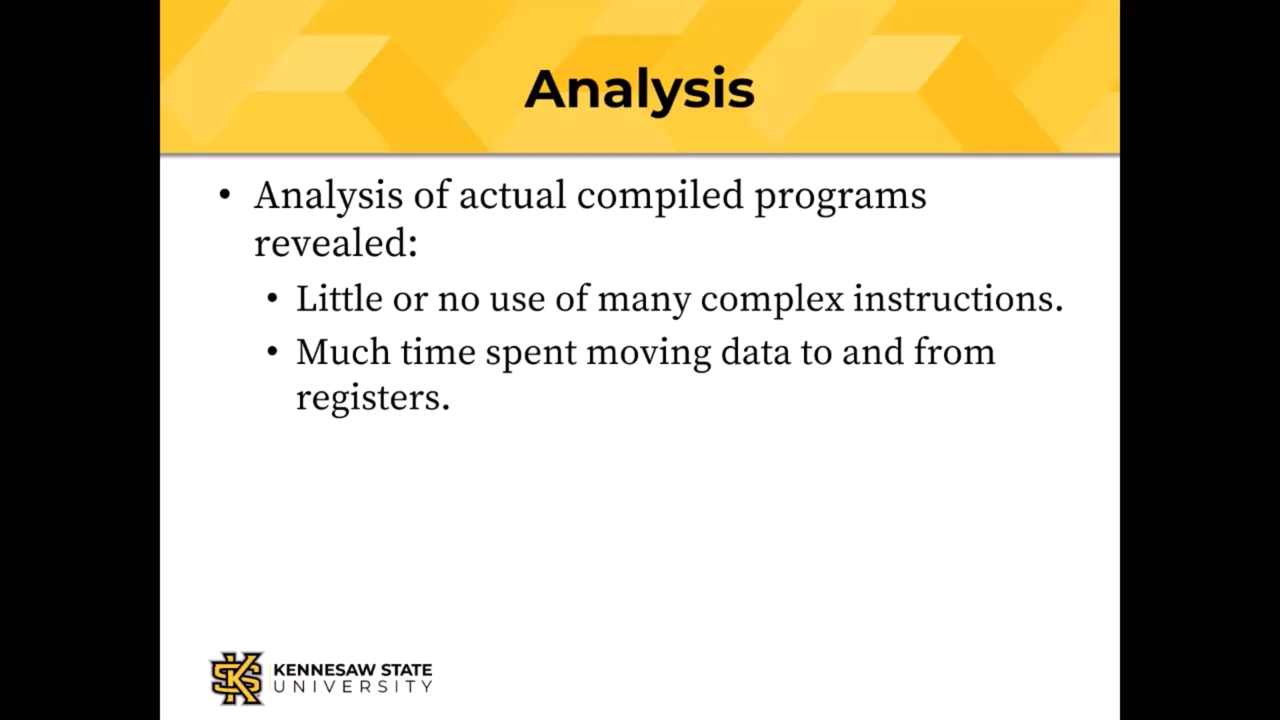 Analysis
• Analysis of actual compiled programs
revealed:
• Little or no use of many complex instructions.
• Much time spent moving data to and from
registers.
KENNESAW STATE
UNIVERSITY